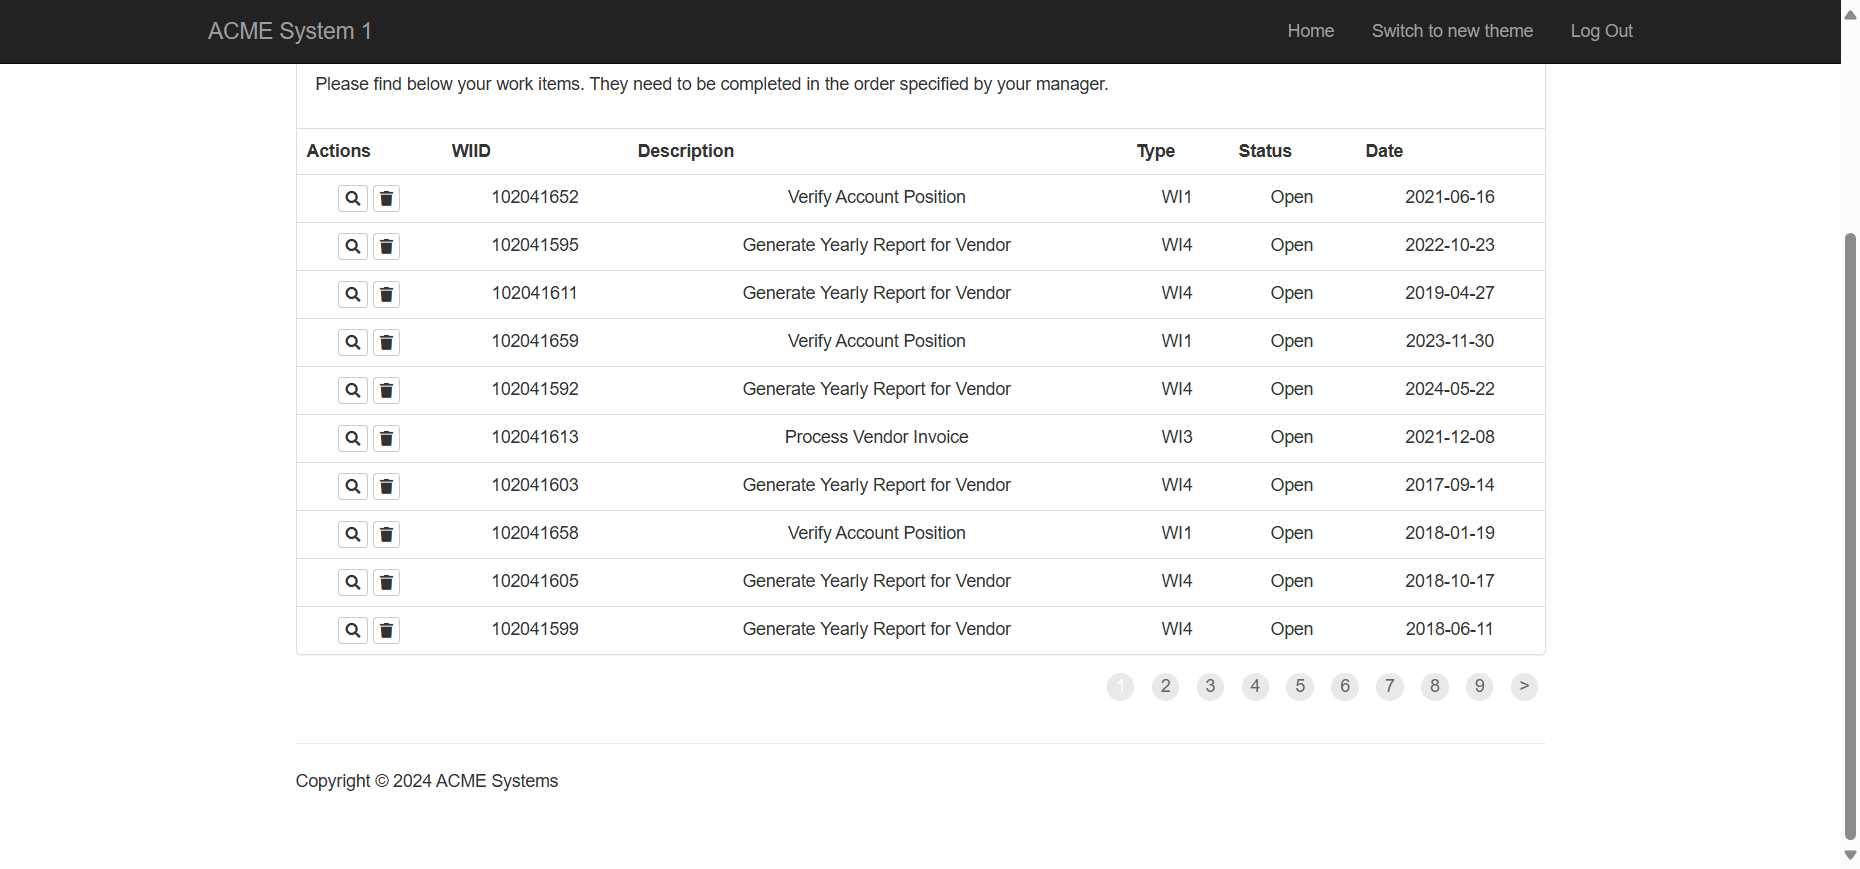 ACME System 1 Home Switch to new theme Log Out
Please find below your work items. They need to be completed in the order specified by your manager.
Actions WIID Description Type Status Date
102041652 Verify Account Position WI1 Open 2021-06-16
102041595 Generate Yearly Report for Vendor WI4 Open 2022-10-23
102041611 Generate Yearly Report for Vendor WI4 Open 2019-04-27
102041659 Verify Account Position WI1 Open 2023-11-30
102041592 Generate Yearly Report for Vendor WI4 Open 2024-05-22
102041613 Process Vendor Invoice WI3 Open 2021-12-08
102041603 Generate Yearly Report for Vendor WI4 Open 2017-09-14
102041658 Verify Account Position WI1 Open 2018-01-19
102041605 Generate Yearly Report for Vendor WI4 Open 2018-10-17
102041599 Generate Yearly Report for Vendor WI4 Open 2018-06-11
1 2 3 4 5 6 7 8 9 >
Copyright © 2024 ACME Systems